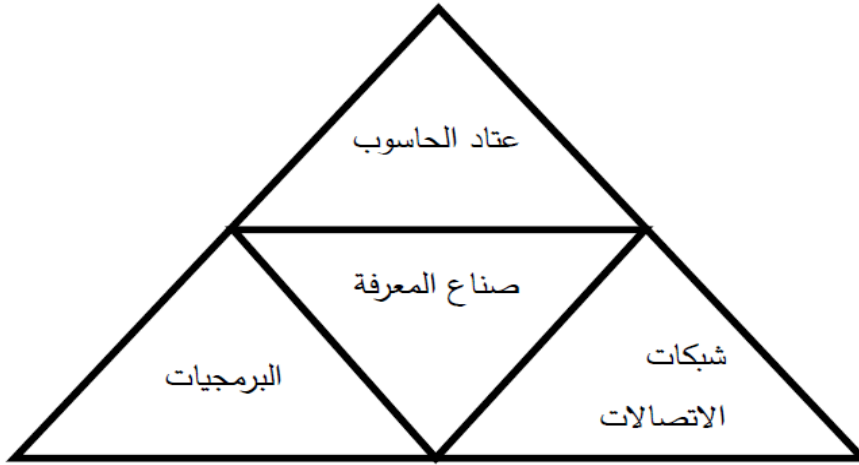 عتاد الحاسوب
صناع المعرفة
شبكات
الاتصالات
البرمجيات